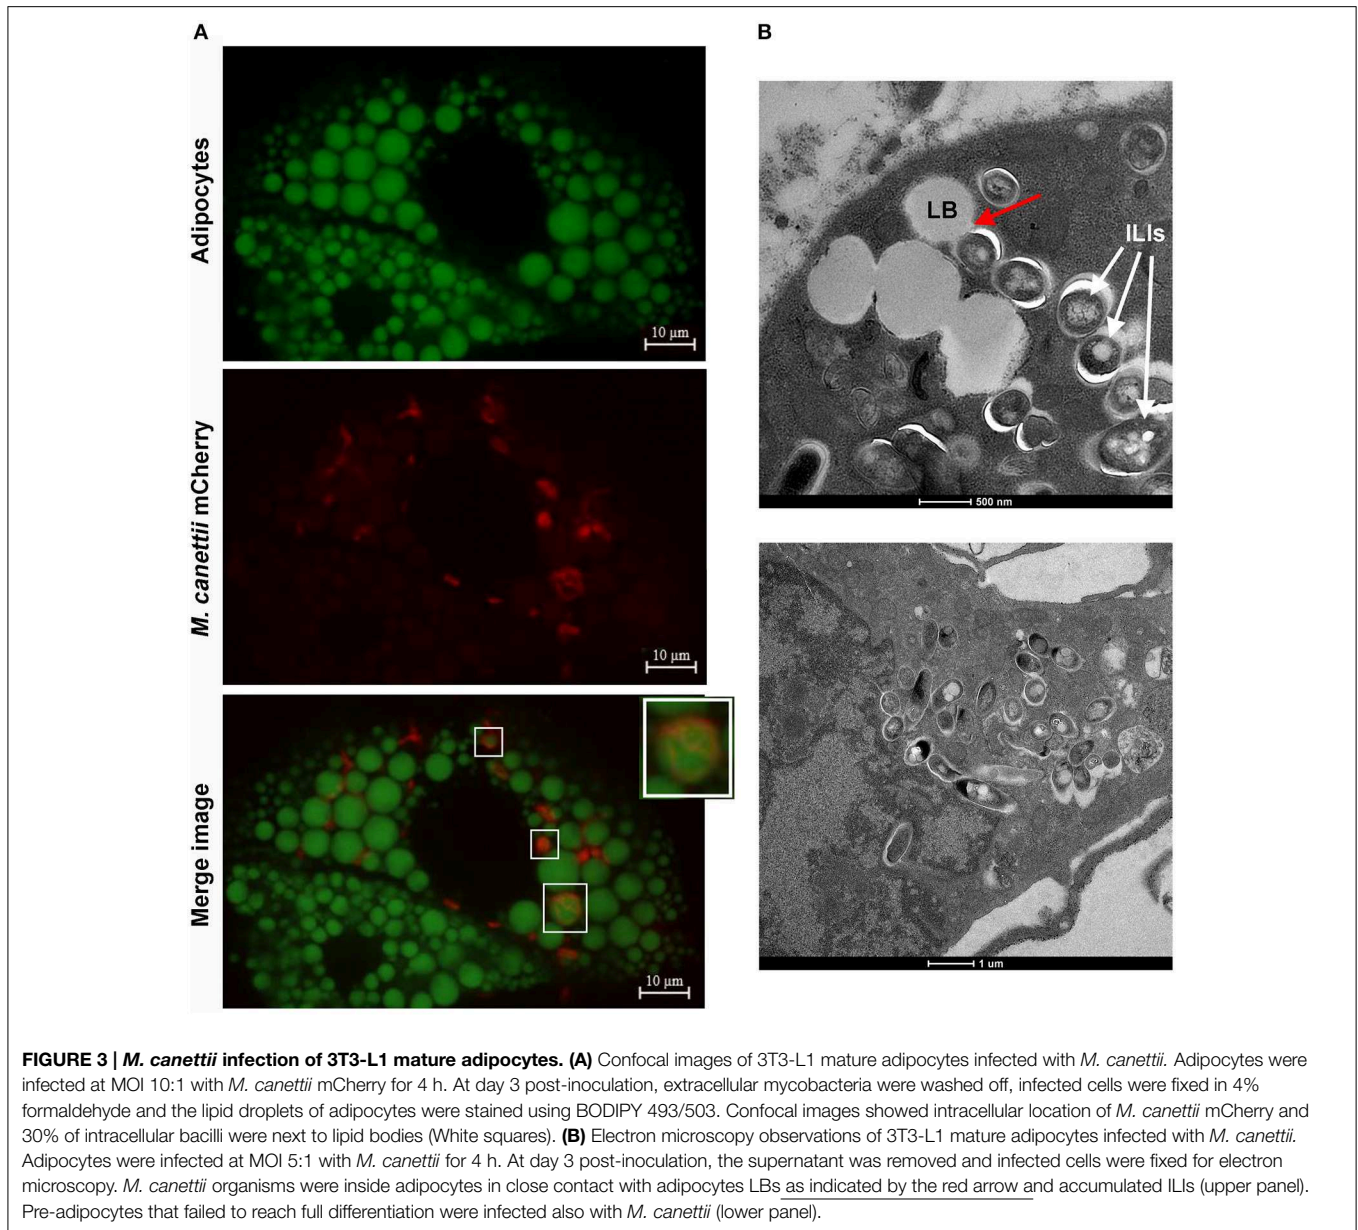 A
B
Adipocytes
10 µm
M. canettii mCherry
10 µm
Merge image
10 µm
LB
ILIs
500 nm
1 um
FIGURE 3 | M. canettii infection of 3T3-L1 mature adipocytes. (A) Confocal images of 3T3-L1 mature adipocytes infected with M. canettii. Adipocytes were
infected at MOI 10:1 with M. canettii mCherry for 4 h. At day 3 post-inoculation, extracellular mycobacteria were washed off, infected cells were fixed in 4%
formaldehyde and the lipid droplets of adipocytes were stained using BODIPY 493/503. Confocal images showed intracellular location of M. canettii mCherry and
30% of intracellular bacilli were next to lipid bodies (White squares). (B) Electron microscopy observations of 3T3-L1 mature adipocytes infected with M. canettii.
Adipocytes were infected at MOI 5:1 with M. canettii for 4 h. At day 3 post-inoculation, the supernatant was removed and infected cells were fixed for electron
microscopy. M. canettii organisms were inside adipocytes in close contact with adipocytes LBs as indicated by the red arrow and accumulated ILIs (upper panel).
Pre-adipocytes that failed to reach full differentiation were infected also with M. canettii (lower panel).